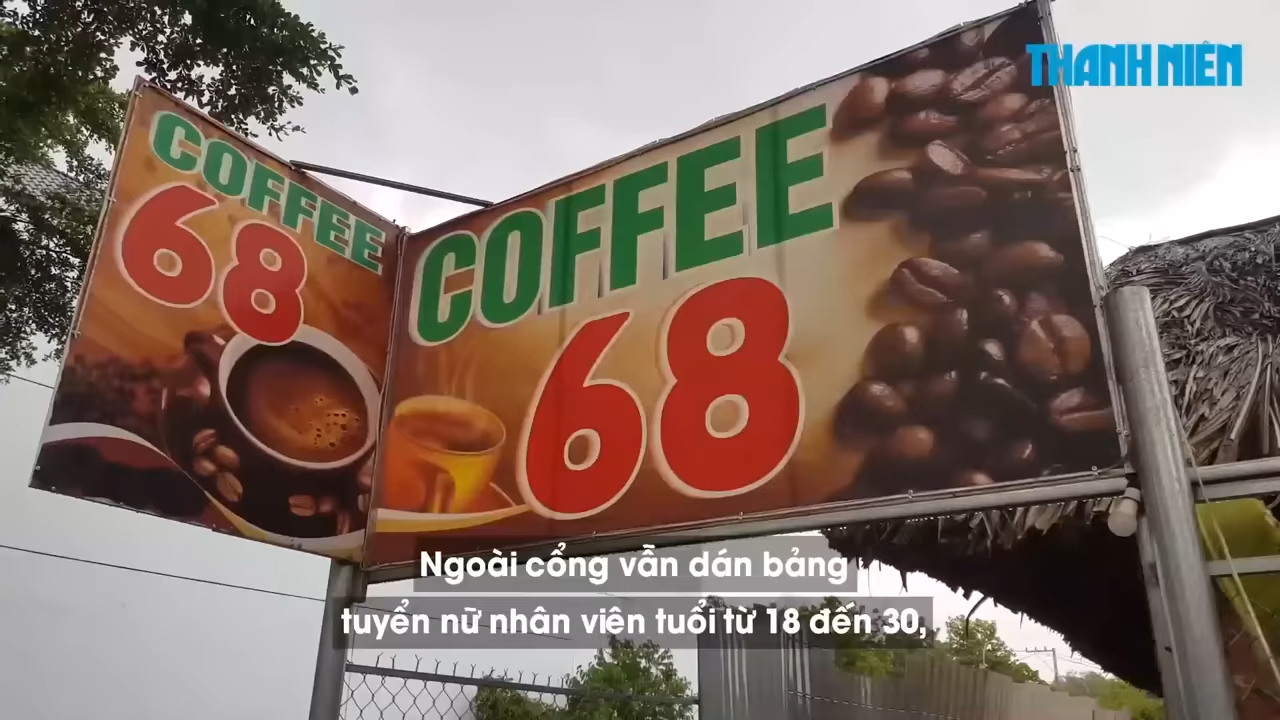 THANH NIÊN
COFFEE
68
COFFEE
68
Ngoài cổng vẫn dán bảng
tuyển nữ nhân viên tuổi từ 18 đến 30,